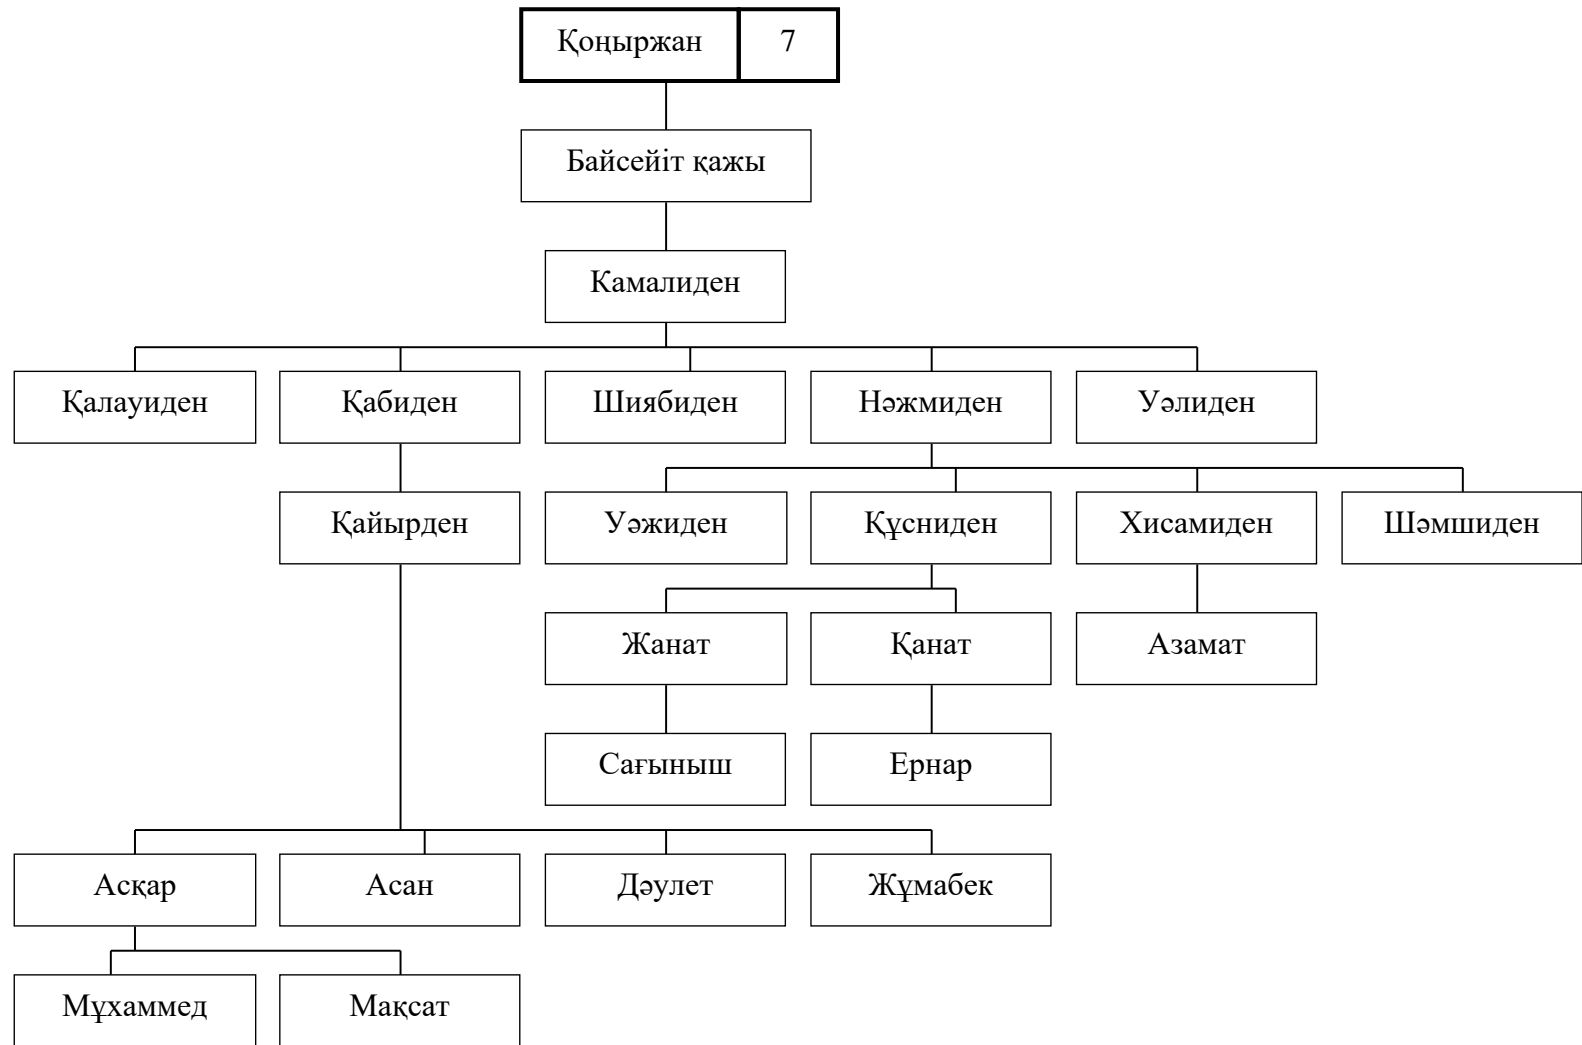 Қоңыржан 7
Байсейіт қажы
Камалиден
Қалауиден Қабиден Шиябиден Нәжмиден Уәлиден
Қайырден Уәжиден Құсниден Хисамиден Шәмшиден
Жанат Қанат Азамат
Сағыныш Ернар
Асқар Асан Дәулет Жұмабек
Мұхаммед Мақсат